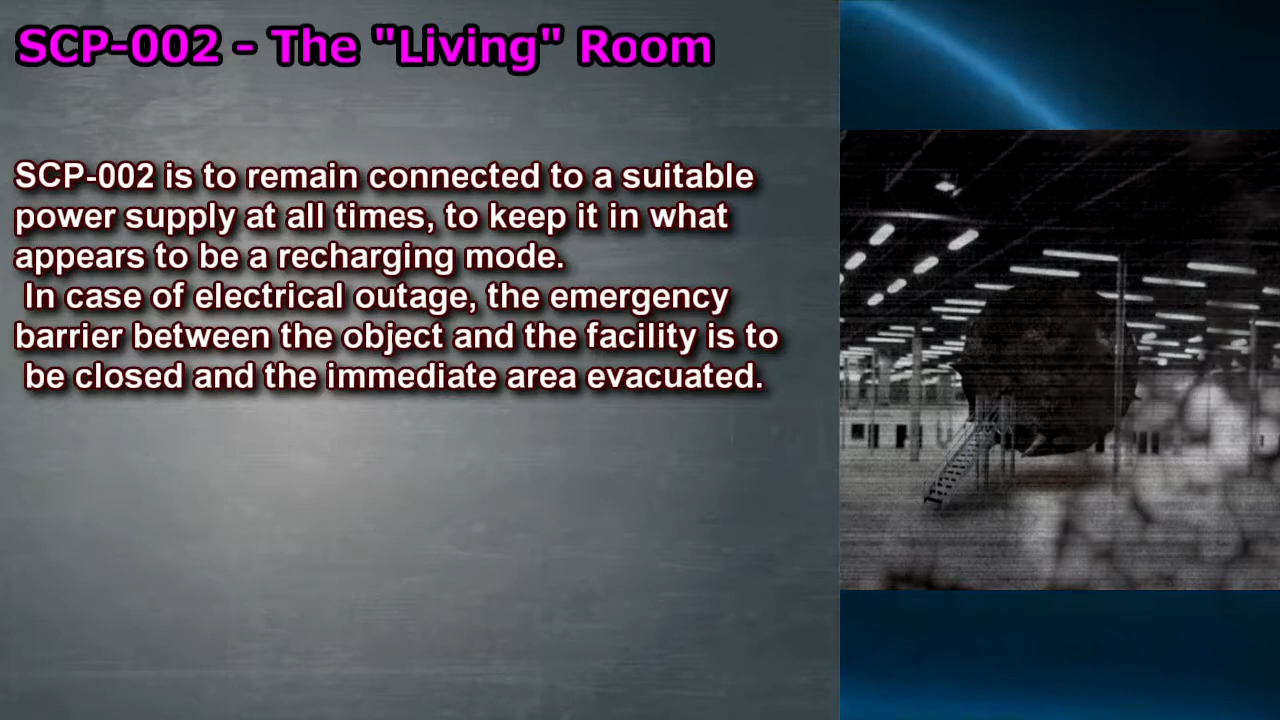 SCP-002 - The "Living" Room
SCP-002 is to remain connected to a suitable
power supply at all times, to keep it in what
appears to be a recharging mode.
In case of electrical outage, the emergency
barrier between the object and the facility is to
be closed and the immediate area evacuated.